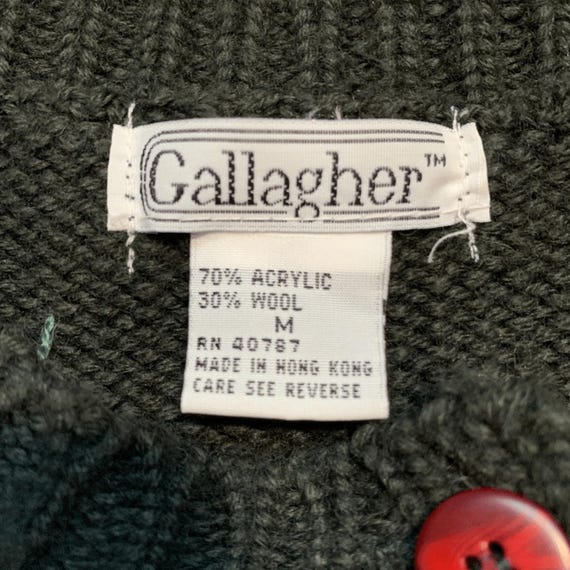 Gallagher™
70% ACRYLIC
30% WOOL
M
RN 40787
MADE IN HONG KONG
CARE SEE REVERSE